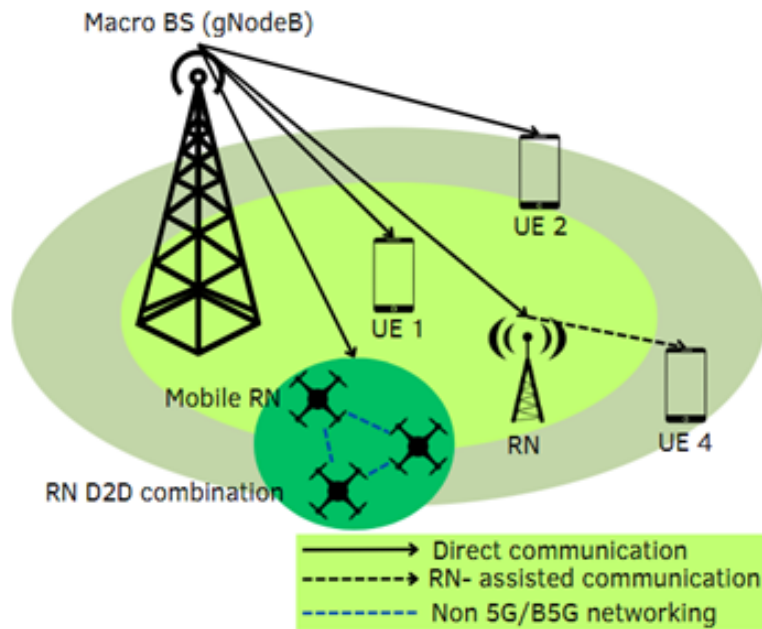 Macro BS (gNodeB)
UE 2
UE 1
Mobile RN
RN
UE 4
RN D2D combination
Direct communication
RN- assisted communication
Non 5G/B5G networking